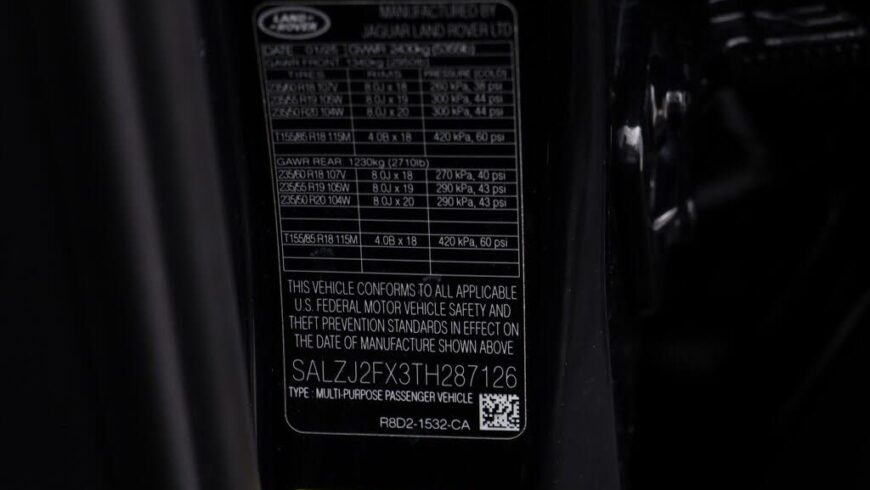 LAND ROVER
MANUFACTURED BY
JAGUAR LAND ROVER LTD
DATE 01/25 GVWR 2430kg (5355lb)
GAWR FRONT 1340kg (2950lb)
TIRES RIMS PRESSURE (COLD)
235/60 R18 107V 8.0J x 18 260 kPa, 38 psi
235/55 R19 105W 8.0J x 19 300 kPa, 44 psi
235/50 R20 104W 8.0J x 20 300 kPa, 44 psi
T155/85 R18 115M 4.0B x 18 420 kPa, 60 psi
GAWR REAR 1230kg (2710lb)
235/60 R18 107V 8.0J x 18 270 kPa, 40 psi
235/55 R19 105W 8.0J x 19 290 kPa, 43 psi
235/50 R20 104W 8.0J x 20 290 kPa, 43 psi
T155/85 R18 115M 4.0B x 18 420 kPa, 60 psi
THIS VEHICLE CONFORMS TO ALL APPLICABLE
U.S. FEDERAL MOTOR VEHICLE SAFETY AND
THEFT PREVENTION STANDARDS IN EFFECT ON
THE DATE OF MANUFACTURE SHOWN ABOVE
SALZJ2FX3TH287126
TYPE : MULTI-PURPOSE PASSENGER VEHICLE
R8D2-1532-CA